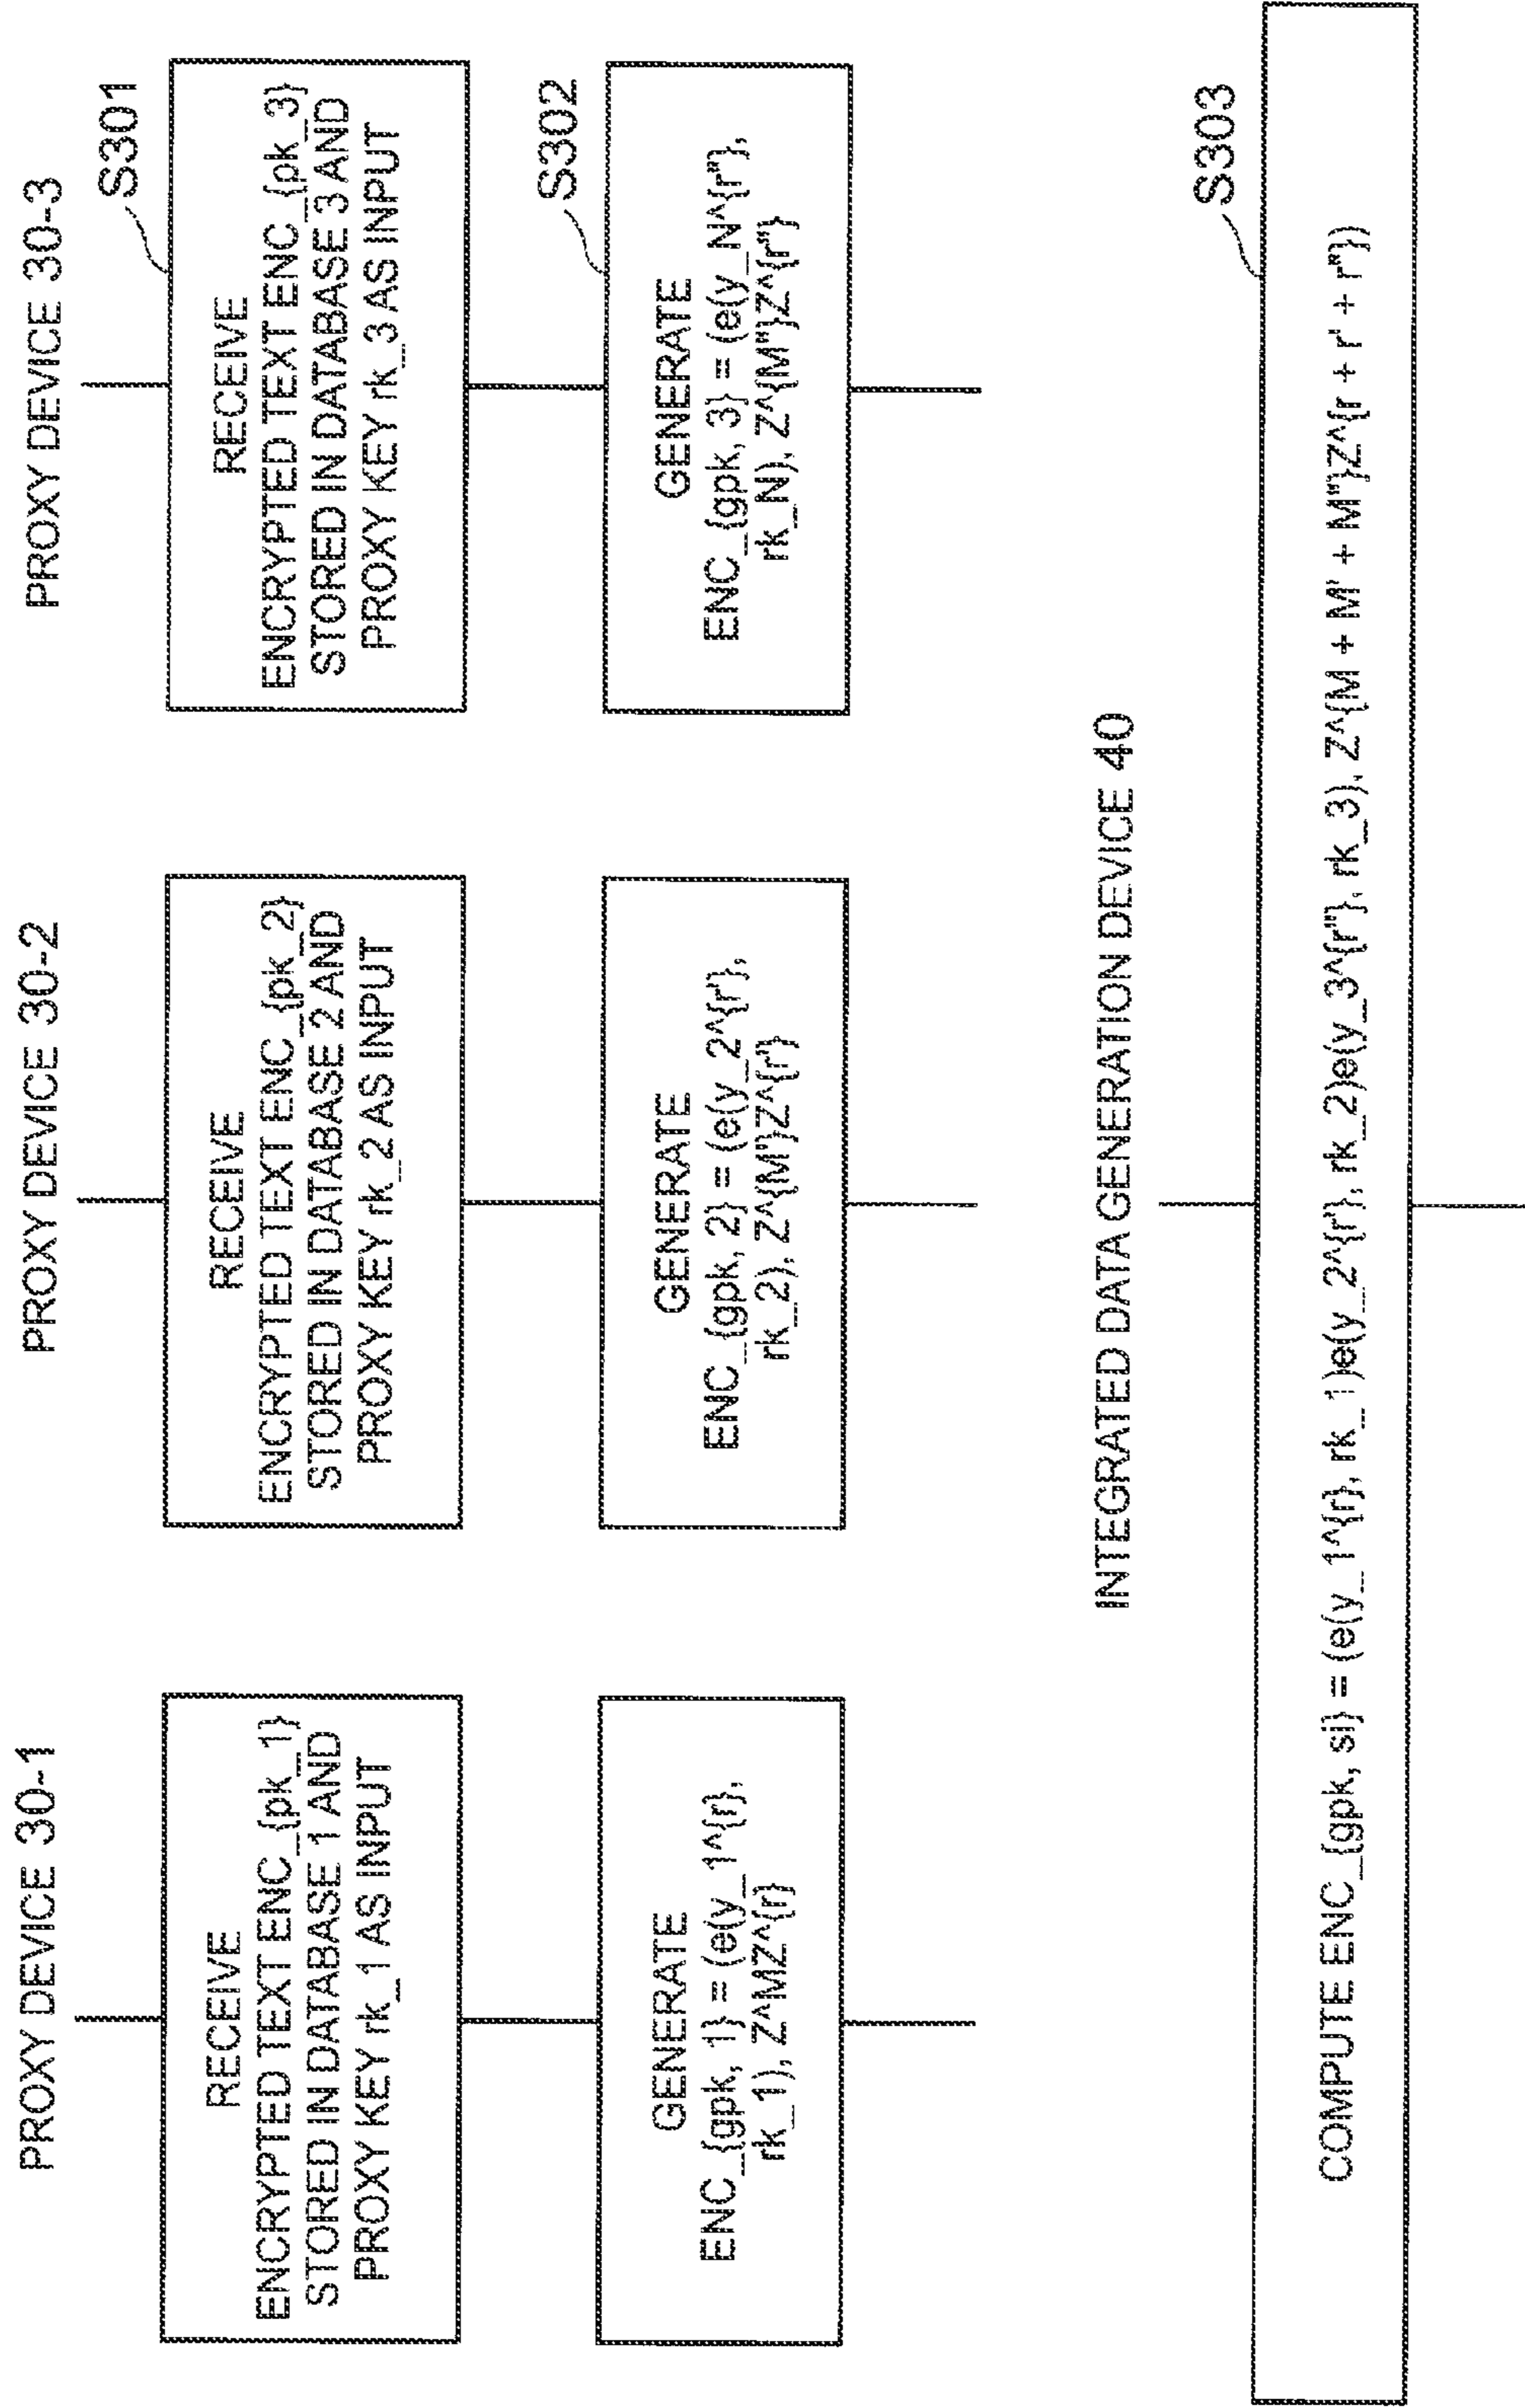 PROXY DEVICE 30-1
RECEIVE
ENCRYPTED TEXT ENC_{pk_1}
STORED IN DATABASE 1 AND
PROXY KEY rk_1 AS INPUT
GENERATE
ENC_{gpk, 1} = (e(y_1^{r},
rk_1), Z^MZ^{r}
PROXY DEVICE 30-2
RECEIVE
ENCRYPTED TEXT ENC_{pk_2}
STORED IN DATABASE 2 AND
PROXY KEY rk_2 AS INPUT
GENERATE
ENC_{gpk, 2} = (e(y_2^{r'},
rk_2), Z^{M'}Z^{r'}
PROXY DEVICE 30-3
S301
RECEIVE
ENCRYPTED TEXT ENC_{pk_3}
STORED IN DATABASE 3 AND
PROXY KEY rk_3 AS INPUT
S302
GENERATE
ENC_{gpk, 3} = (e(y_N^{r"},
rk_N), Z^{M"}Z^{r"}
INTEGRATED DATA GENERATION DEVICE 40
S303
COMPUTE ENC_{gpk, si} = (e(y_1^{r}, rk_1)e(y_2^{r'}, rk_2)e(y_3^{r"}, rk_3), Z^{M + M' + M"}Z^{r + r' + r"})